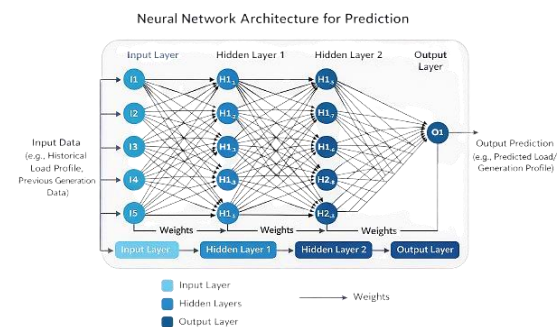 Neural Network Architecture for Prediction
Input Layer
Hidden Layer 1
Hidden Layer 2
Output
Layer
I1
I2
I3
I4
I5
O1
Input Data
(e.g., Historical
Load Profile,
Previous Generation
Data)
Output Prediction
(e.g., Predicted Load/
Generation Profile)
Weights
Weights
Weights
Input Layer
Hidden Layer 1
Hidden Layer 2
Output Layer
Input Layer
Hidden Layers
Output Layer
Weights